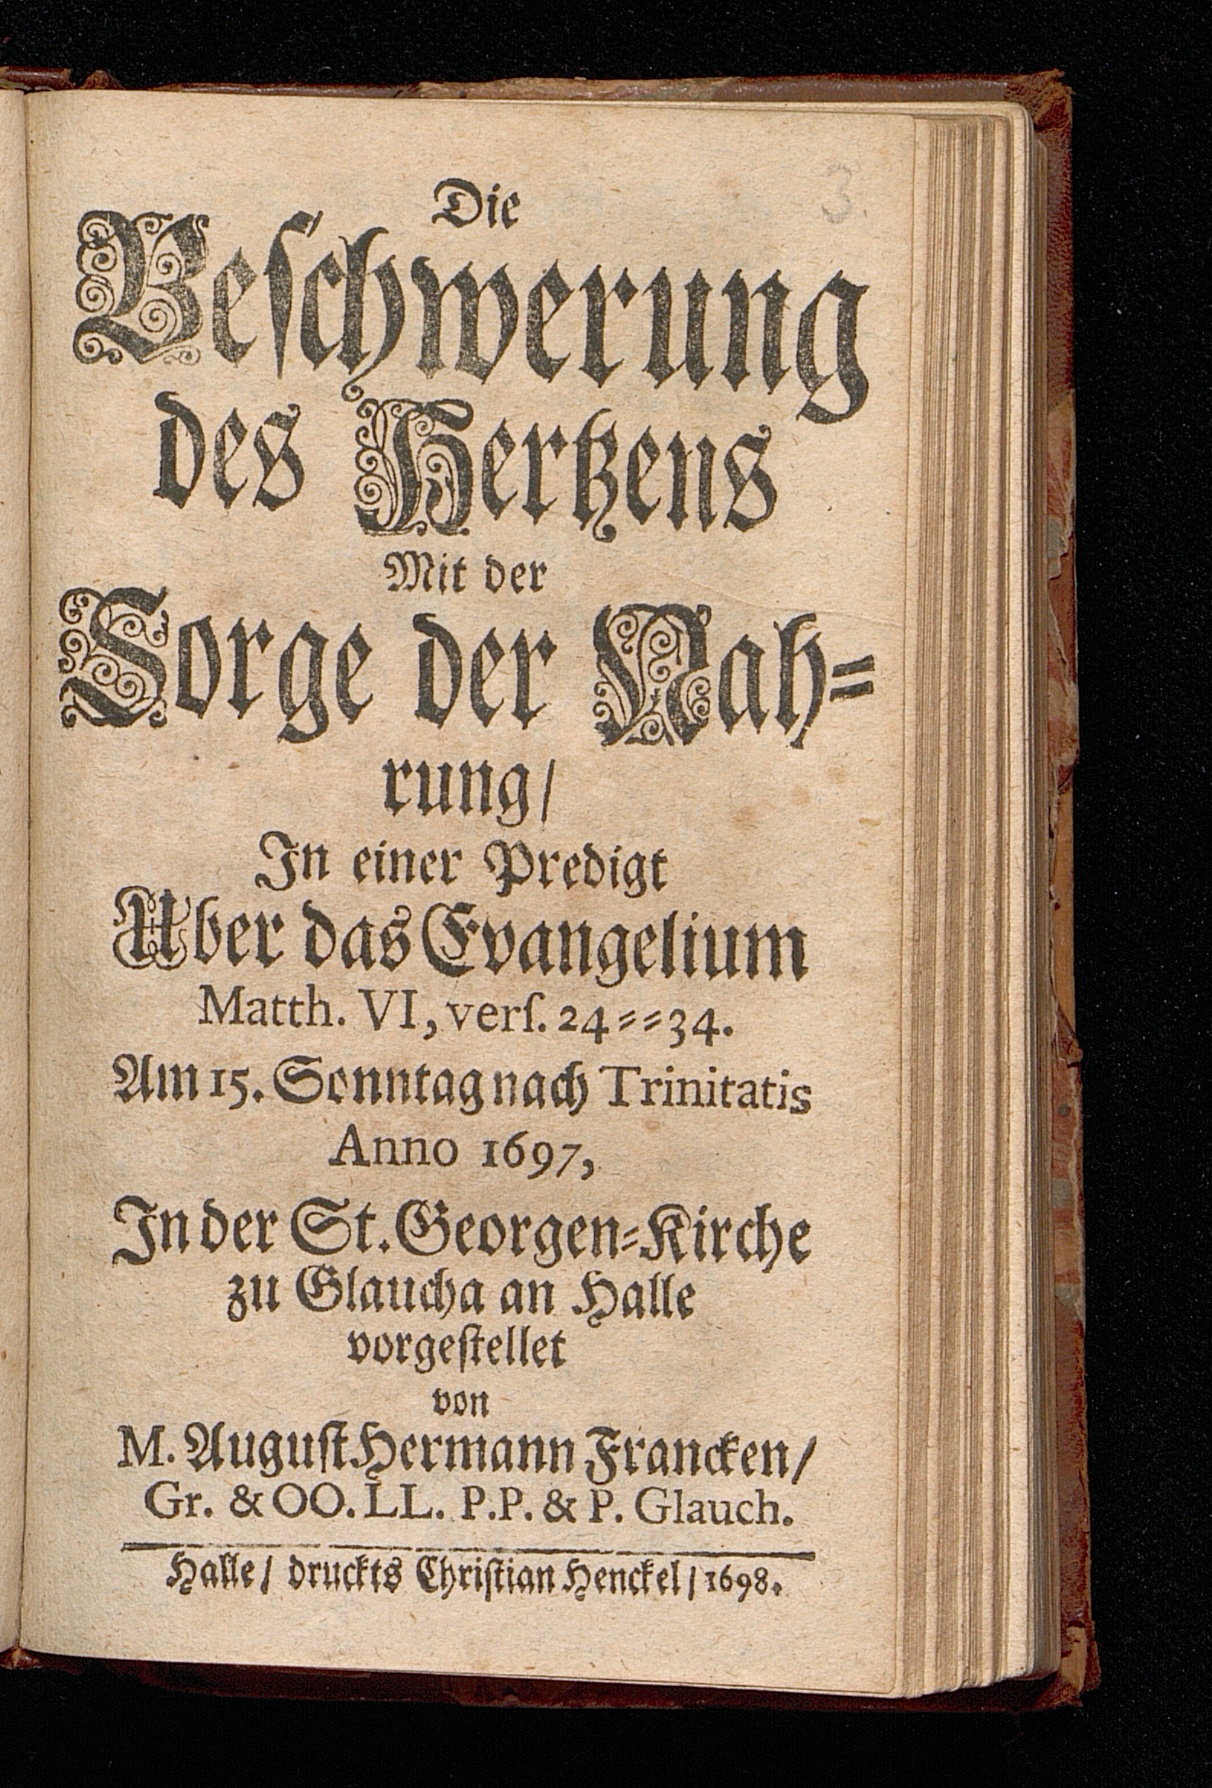 3.
Die
Beſchwerung
des Hertzens
Mit der
Sorge der Nah=
rung/
In einer Predigt
Uber das Evangelium
Matth. VI, verſ. 24==34.
Am 15. Sonntag nach Trinitatis
Anno 1697,
In der St. Georgen=Kirche
zu Glaucha an Halle
vorgeſtellet
von
M. Auguſt Hermann Francken/
Gr. & OO. LL. P.P. & P. Glauch.
Halle/ druckts Chriſtian Henckel/ 1698.